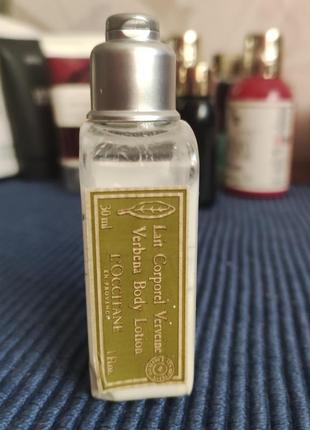 Lait Corporel Verveine
Verbena Body Lotion
L'OCCITANE
EN PROVENCE
30 ml
1 fl.oz.